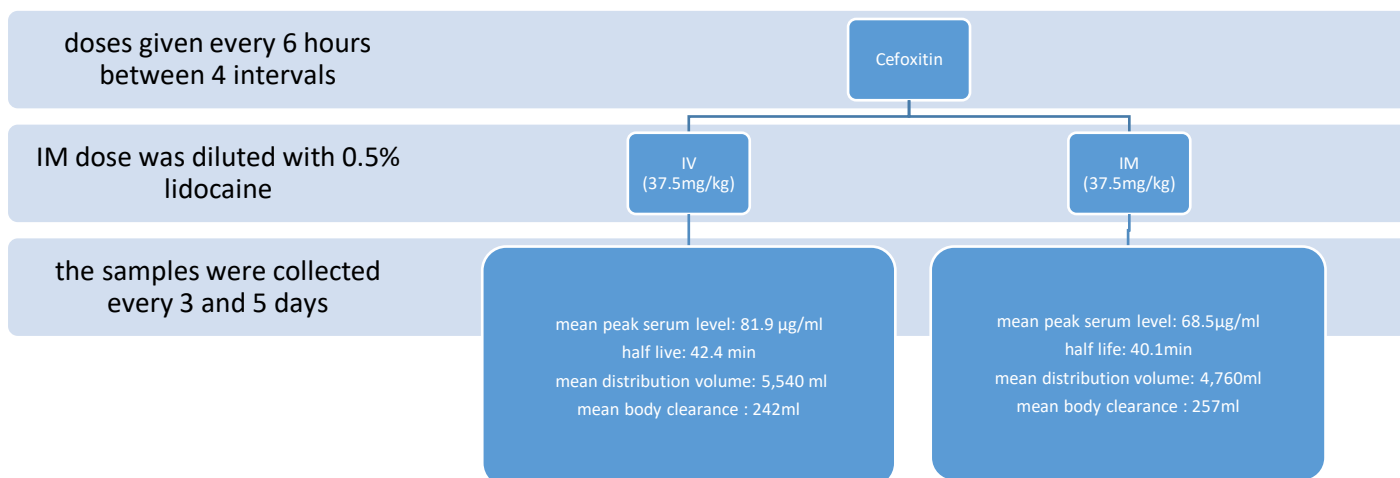 doses given every 6 hours
between 4 intervals
Cefoxitin
IM dose was diluted with 0.5%
lidocaine
IV
(37.5mg/kg)
IM
(37.5mg/kg)
the samples were collected
every 3 and 5 days
mean peak serum level: 81.9 µg/ml
half live: 42.4 min
mean distribution volume: 5,540 ml
mean body clearance : 242ml
mean peak serum level: 68.5µg/ml
half life: 40.1min
mean distribution volume: 4,760ml
mean body clearance : 257ml